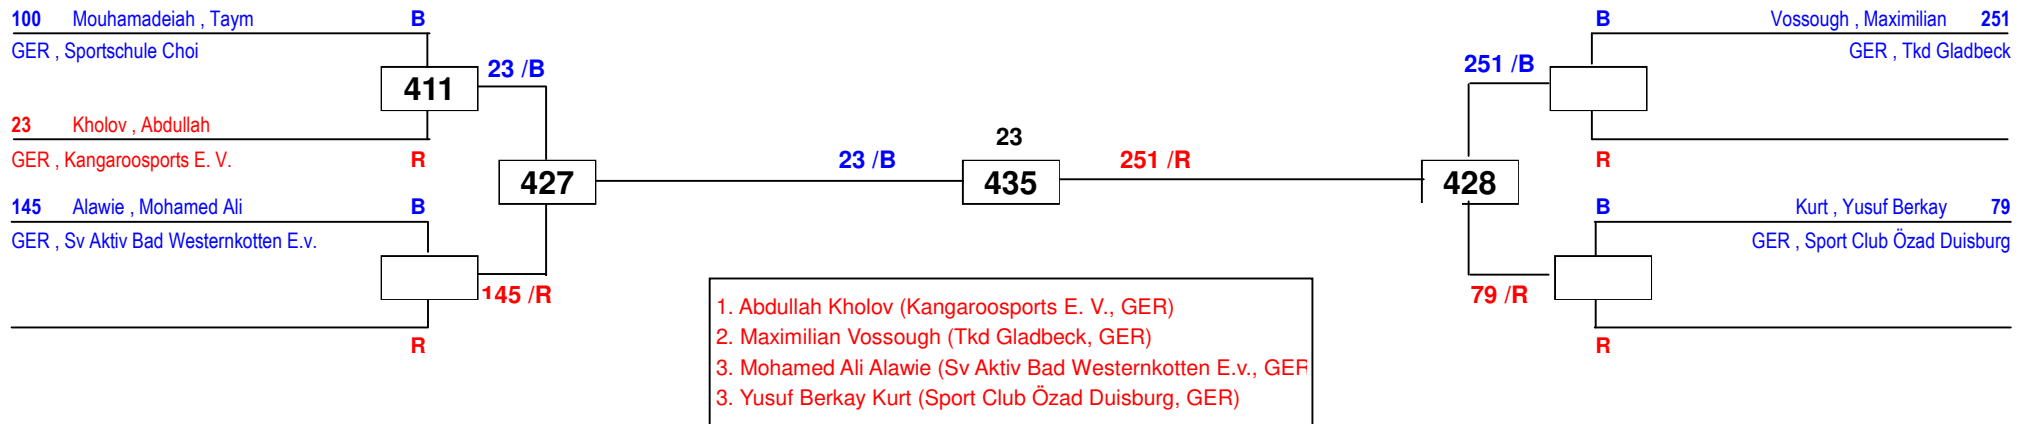 100 Mouhamadeiah , Taym B
GER , Sportschule Choi
411
23 /B
23 Kholov , Abdullah
GER , Kangaroosports E. V. R
427
145 Alawie , Mohamed Ali B
GER , Sv Aktiv Bad Westernkotten E.v.
145 /R
R
23 /B
23
435
251 /R
B Vossough , Maximilian 251
GER , Tkd Gladbeck
251 /B
R
428
B Kurt , Yusuf Berkay 79
GER , Sport Club Özad Duisburg
79 /R
R
1. Abdullah Kholov (Kangaroosports E. V., GER)
2. Maximilian Vossough (Tkd Gladbeck, GER)
3. Mohamed Ali Alawie (Sv Aktiv Bad Westernkotten E.v., GER
3. Yusuf Berkay Kurt (Sport Club Özad Duisburg, GER)